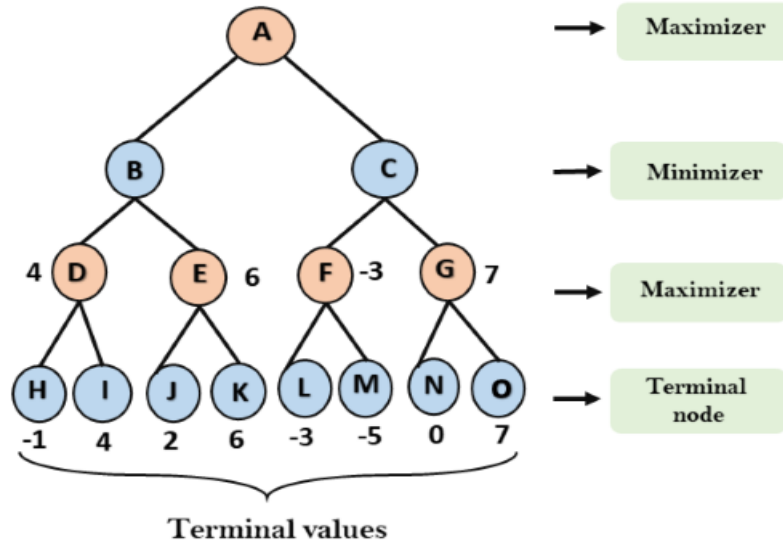 A
Maximizer
B
C
Minimizer
4 D
E 6
F -3
G 7
Maximizer
H I J K L M N O
Terminal
node
-1 4 2 6 -3 -5 0 7
Terminal values